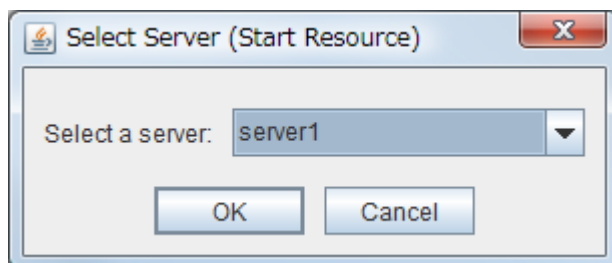 Select Server (Start Resource)
Select a server: server1
OK Cancel